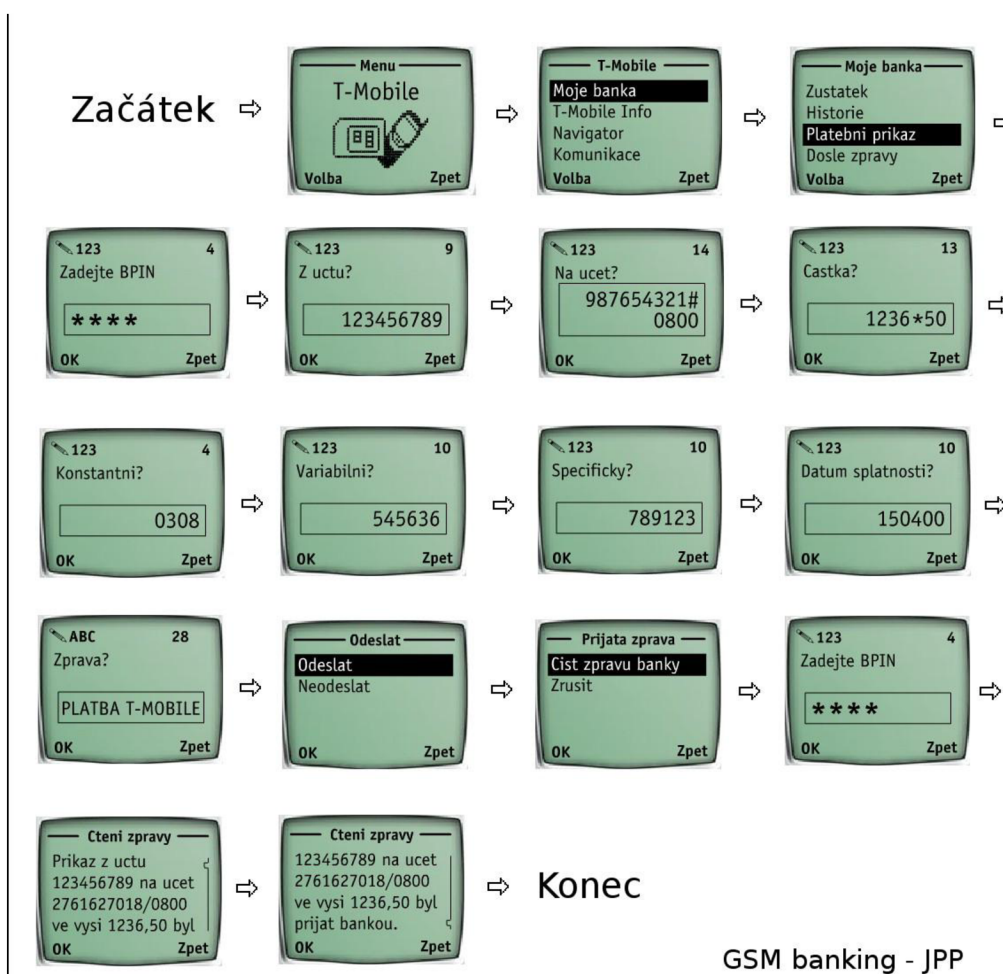 Začátek
Menu
T-Mobile
Volba Zpet
T-Mobile
Moje banka
T-Mobile Info
Navigator
Komunikace
Volba Zpet
Moje banka
Zustatek
Historie
Platebni prikaz
Dosle zpravy
Volba Zpet
123 4
Zadejte BPIN
****
OK Zpet
123 9
Z uctu?
123456789
OK Zpet
123 14
Na ucet?
987654321#
0800
OK Zpet
123 13
Castka?
1236*50
OK Zpet
123 4
Konstantni?
0308
OK Zpet
123 10
Variabilni?
545636
OK Zpet
123 10
Specificky?
789123
OK Zpet
123 10
Datum splatnosti?
150400
OK Zpet
ABC 28
Zprava?
PLATBA T-MOBILE
OK Zpet
Odeslat
Odeslat
Neodeslat
OK Zpet
Prijata zprava
Cist zpravu banky
Zrusit
OK Zpet
123 4
Zadejte BPIN
****
OK Zpet
Cteni zpravy
Prikaz z uctu
123456789 na ucet
2761627018/0800
ve vysi 1236,50 byl
OK Zpet
Cteni zpravy
123456789 na ucet
2761627018/0800
ve vysi 1236,50 byl
prijat bankou.
OK Zpet
Konec
GSM banking - JPP